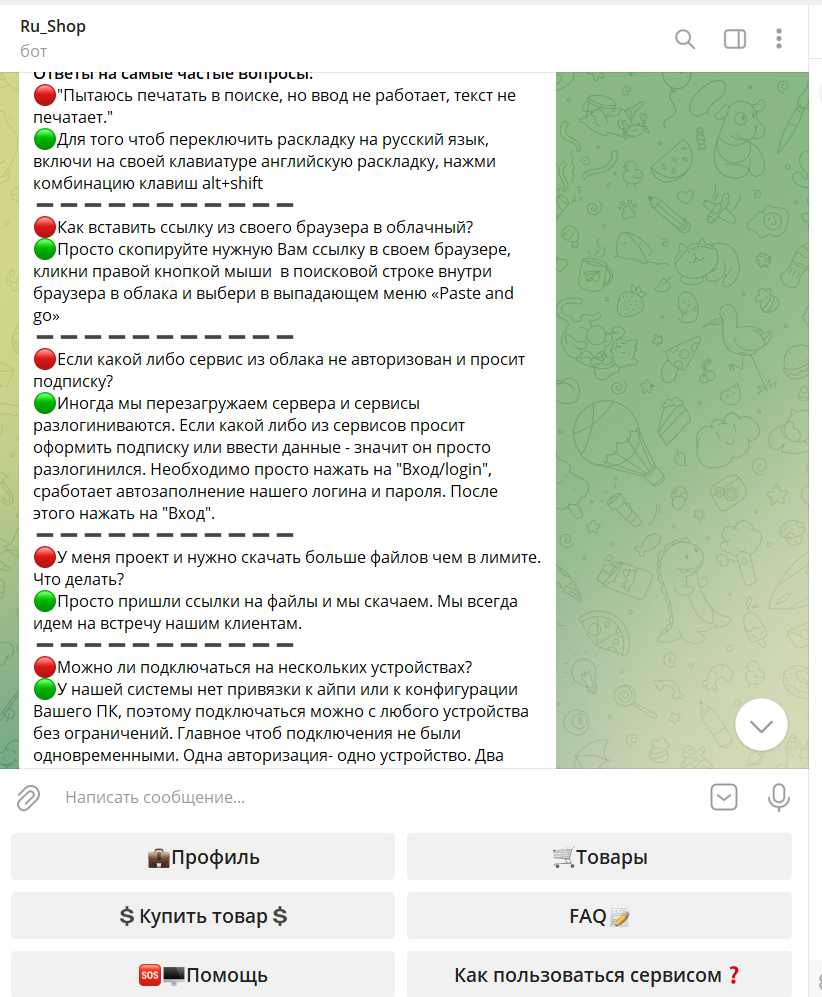 Ru_Shop
бот
Ответы на самые частые вопросы:
🔴"Пытаюсь печатать в поиске, но ввод не работает, текст не
печатает."
🟢Для того чтоб переключить раскладку на русский язык,
включи на своей клавиатуре английскую раскладку, нажми
комбинацию клавиш alt+shift
➖➖➖➖➖➖➖➖➖➖➖
🔴Как вставить ссылку из своего браузера в облачный?
🟢Просто скопируйте нужную Вам ссылку в своем браузере,
кликни правой кнопкой мыши  в поисковой строке внутри
браузера в облака и выбери в выпадающем меню «Paste and
go»
➖➖➖➖➖➖➖➖➖➖➖
🔴Если какой либо сервис из облака не авторизован и просит
подписку?
🟢Иногда мы перезагружаем сервера и сервисы
разлогиниваются. Если какой либо из сервисов просит
оформить подписку или ввести данные - значит он просто
разлогинился. Необходимо просто нажать на "Вход/login",
сработает автозаполнение нашего логина и пароля. После
этого нажать на "Вход".
➖➖➖➖➖➖➖➖➖➖➖
🔴У меня проект и нужно скачать больше файлов чем в лимите.
Что делать?
🟢Просто пришли ссылки на файлы и мы скачаем. Мы всегда
идем на встречу нашим клиентам.
➖➖➖➖➖➖➖➖➖➖➖
🔴Можно ли подключаться на нескольких устройствах?
🟢У нашей системы нет привязки к айпи или к конфигурации
Вашего ПК, поэтому подключаться можно с любого устройства
без ограничений. Главное чтоб подключения не были
одновременными. Одна авторизация- одно устройство. Два
Написать сообщение...
💼Профиль
🛒Товары
💲Купить товар💲
FAQ📝
🆘🖥Помощь
Как пользоваться сервисом❓